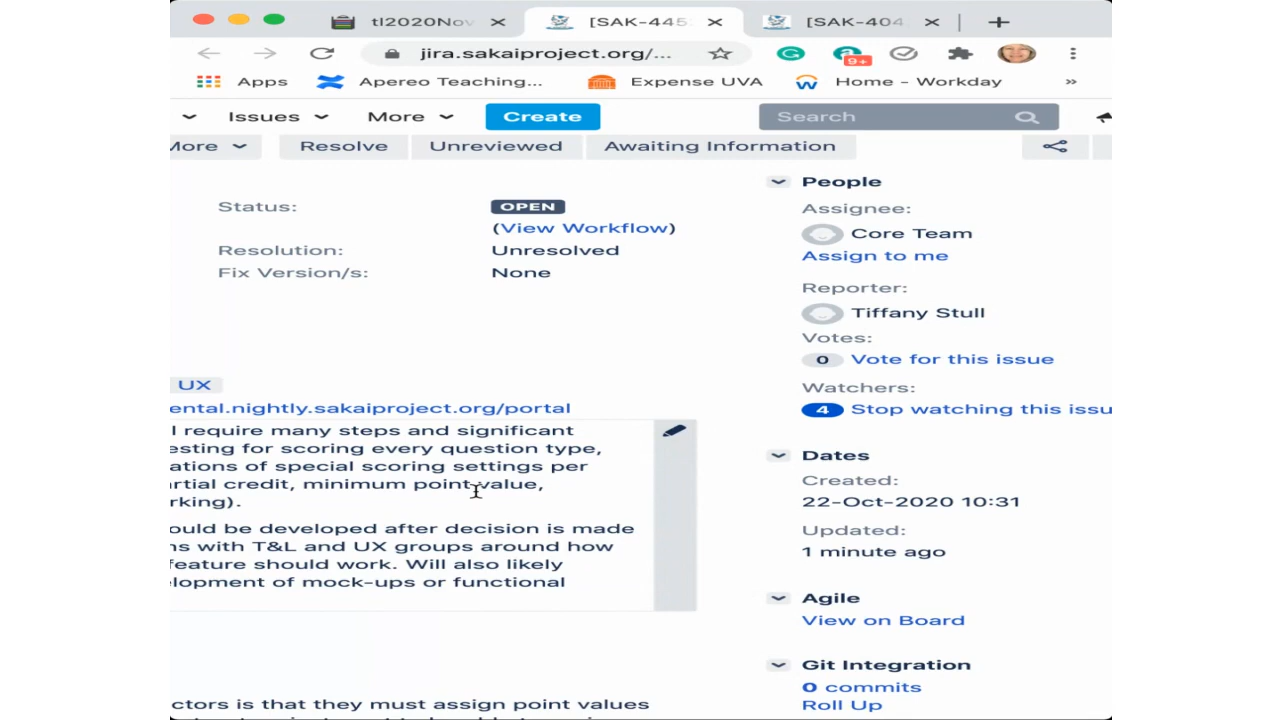 tl2020Nov
[SAK-445
[SAK-404
jira.sakaiproject.org/...
9+
Apps
Apereo Teaching...
Expense UVA
Home - Workday
»
Issues
More
Create
Search
More
Resolve
Unreviewed
Awaiting Information
Status:
OPEN
(View Workflow)
Resolution:
Unresolved
Fix Version/s:
None
UX
ental.nightly.sakaiproject.org/portal
l require many steps and significant
esting for scoring every question type,
ations of special scoring settings per
rtial credit, minimum point value,
rking).
ould be developed after decision is made
ns with T&L and UX groups around how
feature should work. Will also likely
lopment of mock-ups or functional
ctors is that they must assign point values
People
Assignee:
Core Team
Assign to me
Reporter:
Tiffany Stull
Votes:
0 Vote for this issue
Watchers:
4 Stop watching this issu
Dates
Created:
22-Oct-2020 10:31
Updated:
1 minute ago
Agile
View on Board
Git Integration
0 commits
Roll Up